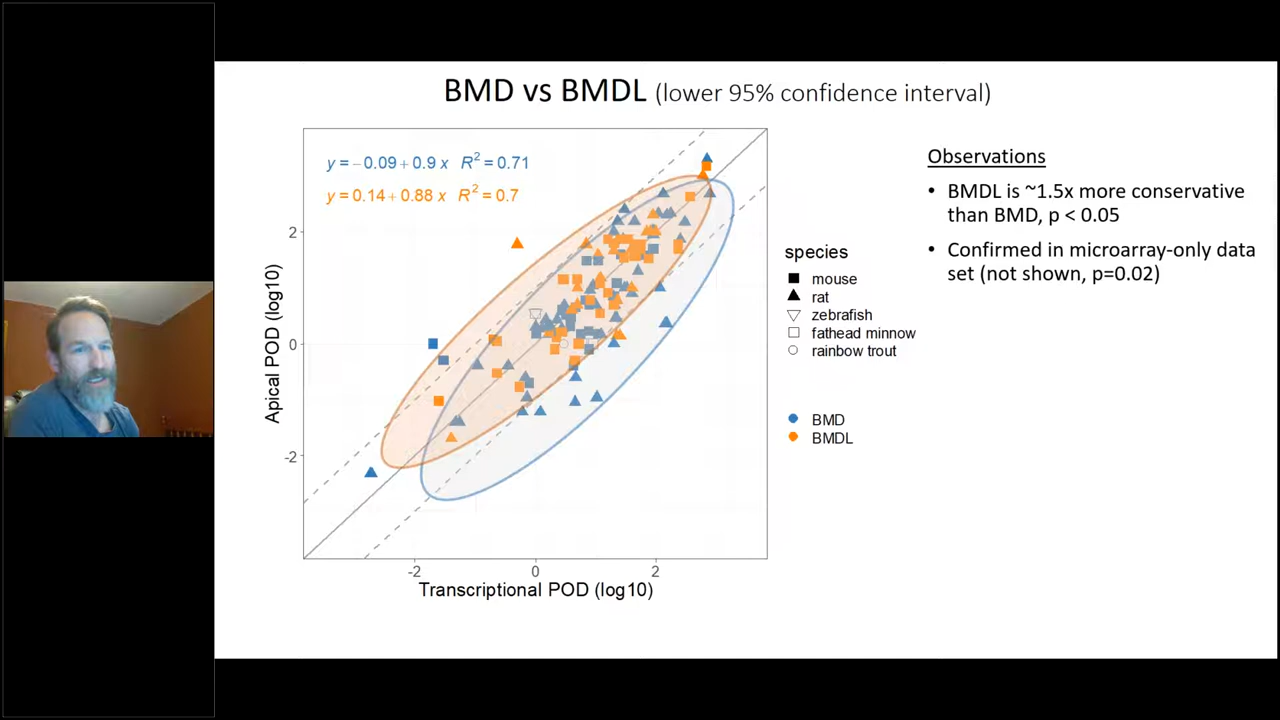 BMD vs BMDL (lower 95% confidence interval)
y = −0.09 + 0.9 x R² = 0.71
y = 0.14 + 0.88 x R² = 0.7
Apical POD (log10)
2
0
-2
-2 0 2
Transcriptional POD (log10)
species
mouse
rat
zebrafish
fathead minnow
rainbow trout
BMD
BMDL
Observations
• BMDL is ~1.5x more conservative
than BMD, p < 0.05
• Confirmed in microarray-only data
set (not shown, p=0.02)